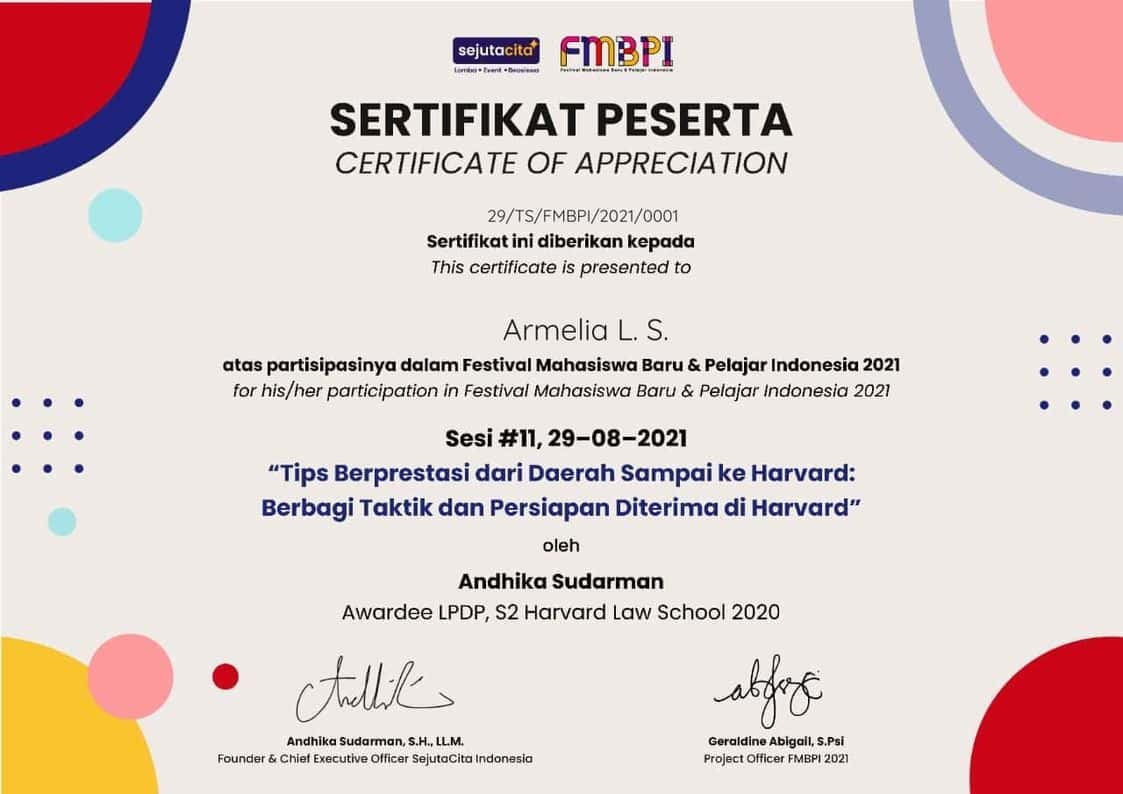 sejutacita
Lomba • Event • Beasiswa
FMBPI
Festival Mahasiswa Baru & Pelajar Indonesia
SERTIFIKAT PESERTA
CERTIFICATE OF APPRECIATION
29/TS/FMBPI/2021/0001
Sertifikat ini diberikan kepada
This certificate is presented to
Armelia L. S.
atas partisipasinya dalam Festival Mahasiswa Baru & Pelajar Indonesia 2021
for his/her participation in Festival Mahasiswa Baru & Pelajar Indonesia 2021
Sesi #11, 29–08–2021
“Tips Berprestasi dari Daerah Sampai ke Harvard:
Berbagi Taktik dan Persiapan Diterima di Harvard”
oleh
Andhika Sudarman
Awardee LPDP, S2 Harvard Law School 2020
Andhika Sudarman, S.H., LL.M.
Founder & Chief Executive Officer SejutaCita Indonesia
Geraldine Abigail, S.Psi
Project Officer FMBPI 2021